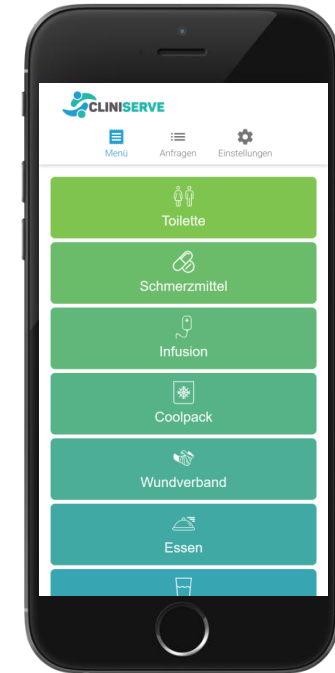 CLINISERVE
Menü Anfragen Einstellungen
Toilette
Schmerzmittel
Infusion
Coolpack
Wundverband
Essen